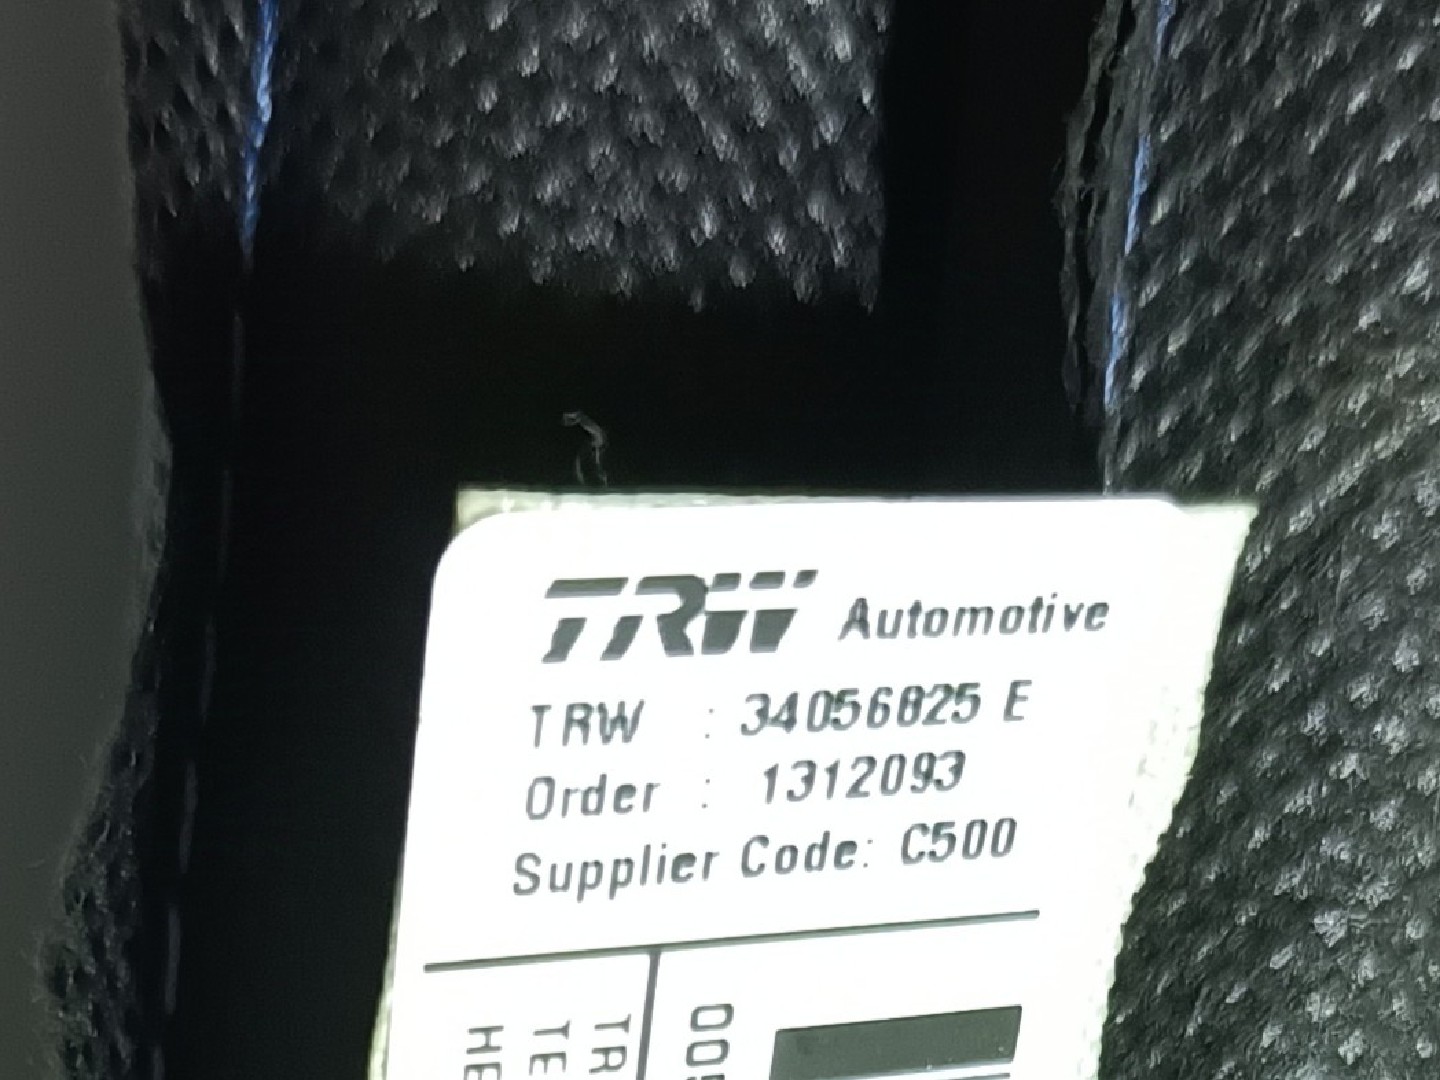 TRW Automotive
TRW : 34056825 E
Order : 1312093
Supplier Code: C500